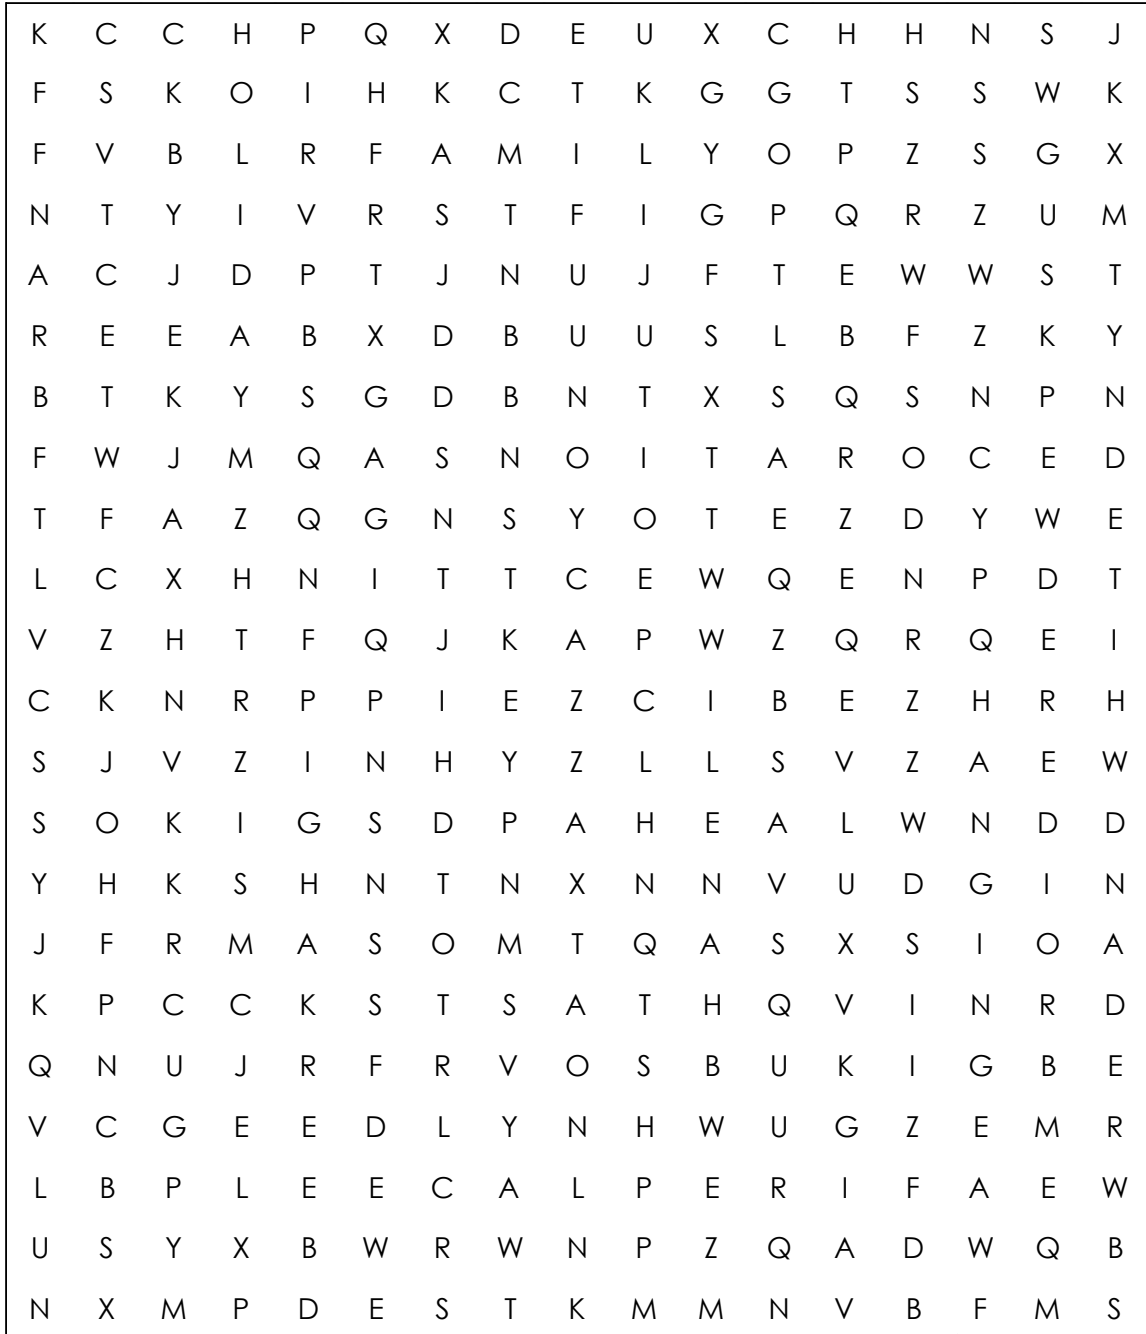 K C C H P Q X D E U X C H H N S J
F S K O I H K C T K G G T S S W K
F V B L R F A M I L Y O P Z S G X
N T Y I V R S T F I G P Q R Z U M
A C J D P T J N U J F T E W W S T
R E E A B X D B U U S L B F Z K Y
B T K Y S G D B N T X S Q S N P N
F W J M Q A S N O I T A R O C E D
T F A Z Q G N S Y O T E Z D Y W E
L C X H N I T T C E W Q E N P D T
V Z H T F Q J K A P W Z Q R Q E I
C K N R P P I E Z C I B E Z H R H
S J V Z I N H Y Z L L S V Z A E W
S O K I G S D P A H E A L W N D D
Y H K S H N T N X N N V U D G I N
J F R M A S O M T Q A S X S I O A
K P C C K S T S A T H Q V I N R D
Q N U J R F R V O S B U K I G B E
V C G E E D L Y N H W U G Z E M R
L B P L E E C A L P E R I F A E W
U S Y X B W R W N P Z Q A D W Q B
N X M P D E S T K M M N V B F M S